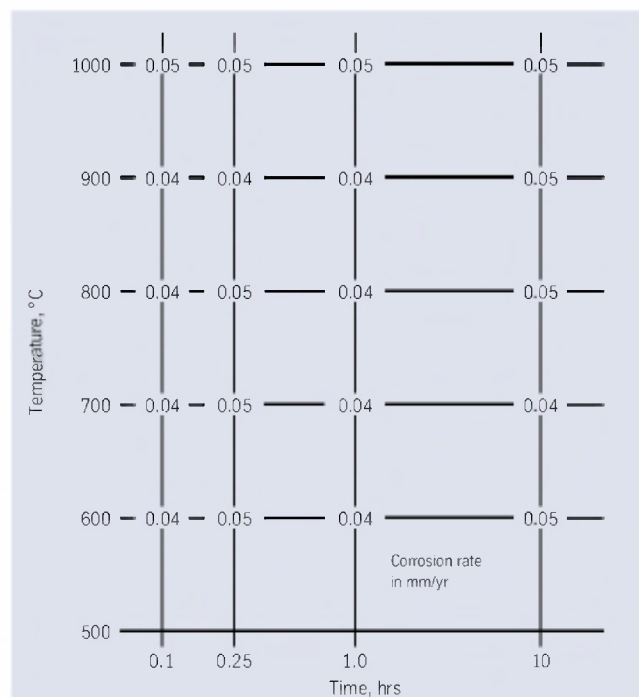 1000 0.05 0.05 0.05 0.05
900 0.04 0.04 0.04 0.05
800 0.04 0.05 0.04 0.05
700 0.04 0.05 0.04 0.04
600 0.04 0.05 0.04 0.05
Corrosion rate
in mm/yr
500
0.1 0.25 1.0 10
Time, hrs
Temperature, °C